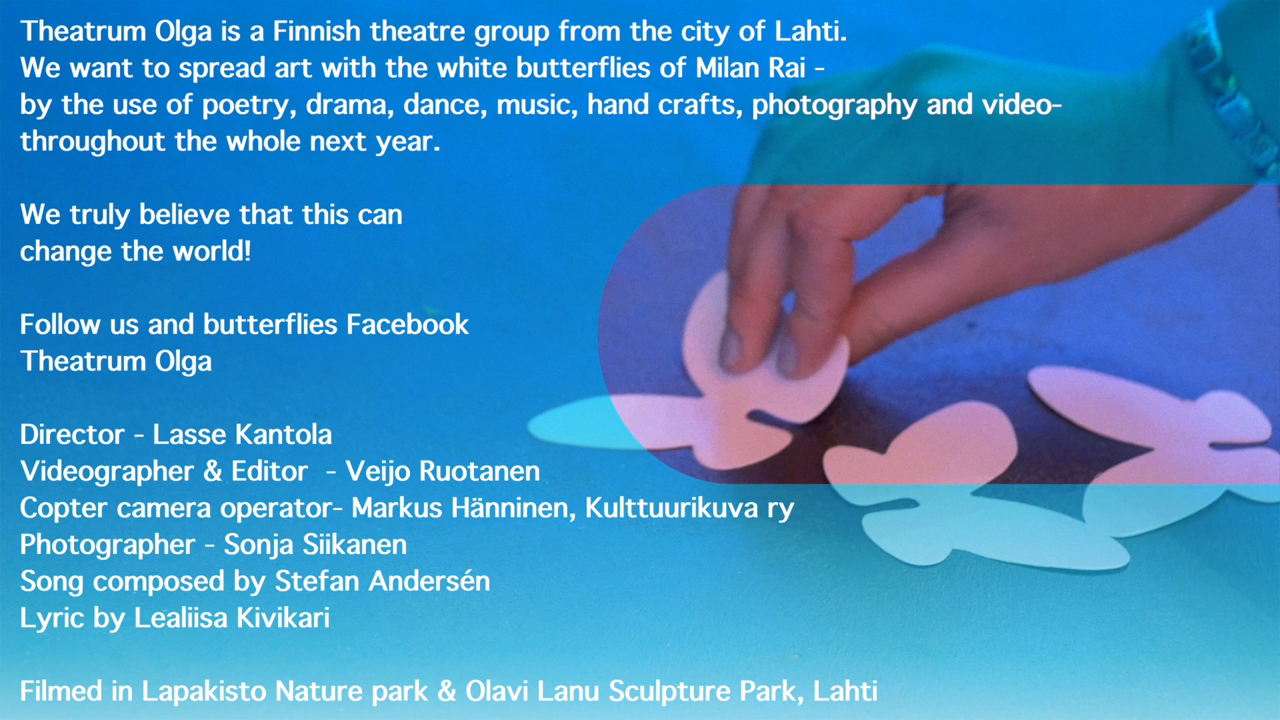 Theatrum Olga is a Finnish theatre group from the city of Lahti.
We want to spread art with the white butterflies of Milan Rai -
by the use of poetry, drama, dance, music, hand crafts, photography and video-
throughout the whole next year.
We truly believe that this can
change the world!
Follow us and butterflies Facebook
Theatrum Olga
Director - Lasse Kantola
Videographer & Editor  - Veijo Ruotanen
Copter camera operator- Markus Hänninen, Kulttuurikuva ry
Photographer - Sonja Siikanen
Song composed by Stefan Andersén
Lyric by Lealiisa Kivikari
Filmed in Lapakisto Nature park & Olavi Lanu Sculpture Park, Lahti